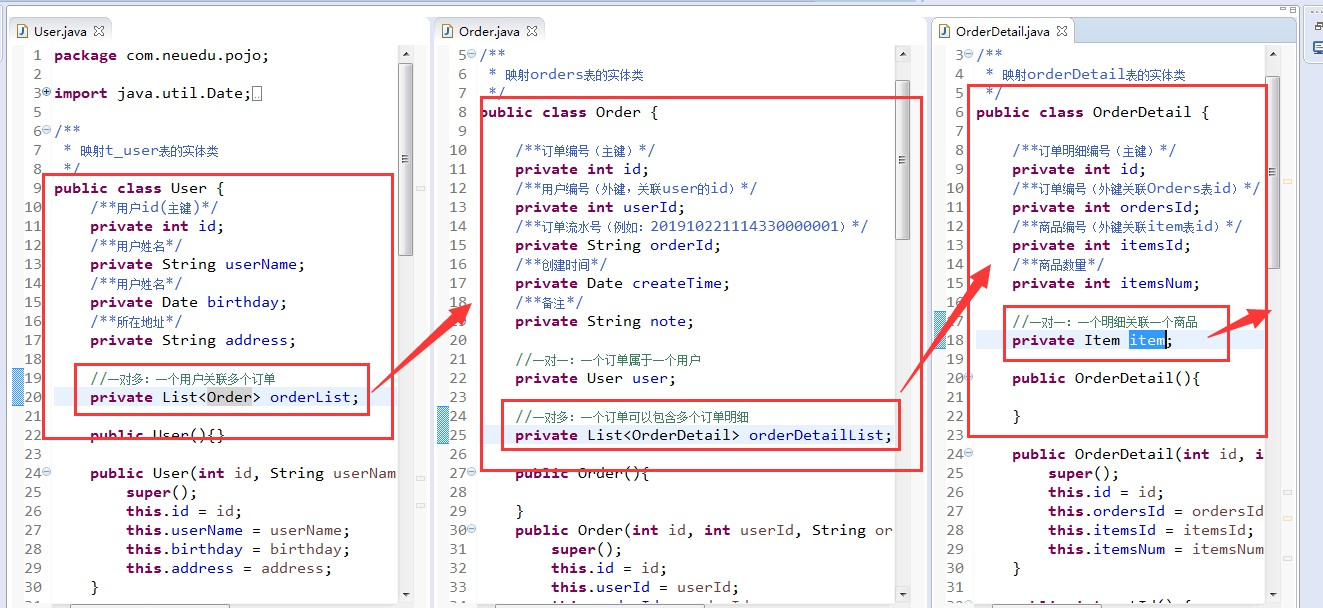 User.java
1 package com.neuedu.pojo;
2
3 import java.util.Date;
5
6 /**
7 * 映射t_user表的实体类
8 */
9 public class User {
10 /**用户id(主键)*/
11 private int id;
12 /**用户姓名*/
13 private String userName;
14 /**用户姓名*/
15 private Date birthday;
16 /**所在地址*/
17 private String address;
18
19 //一对多：一个用户关联多个订单
20 private List<Order> orderList;
21
22 public User(){}
23
24 public User(int id, String userNam
25 super();
26 this.id = id;
27 this.userName = userName;
28 this.birthday = birthday;
29 this.address = address;
30 }
Order.java
5 /**
6 * 映射orders表的实体类
7 */
8 public class Order {
9
10 /**订单编号（主键）*/
11 private int id;
12 /**用户编号（外键，关联user的id）*/
13 private int userId;
14 /**订单流水号（例如：201910221114330000001）*/
15 private String orderId;
16 /**创建时间*/
17 private Date createTime;
18 /**备注*/
19 private String note;
20
21 //一对一：一个订单属于一个用户
22 private User user;
23
24 //一对多：一个订单可以包含多个订单明细
25 private List<OrderDetail> orderDetailList;
26
27 public Order(){
28
29 }
30 public Order(int id, int userId, String or
31 super();
32 this.id = id;
33 this.userId = userId;
OrderDetail.java
3 /**
4 * 映射orderDetail表的实体类
5 */
6 public class OrderDetail {
7
8 /**订单明细编号（主键）*/
9 private int id;
10 /**订单编号（外键关联Orders表id）*/
11 private int ordersId;
12 /**商品编号（外键关联item表id）*/
13 private int itemsId;
14 /**商品数量*/
15 private int itemsNum;
16
17 //一对一：一个明细关联一个商品
18 private Item item;
19
20 public OrderDetail(){
21
22 }
23
24 public OrderDetail(int id, i
25 super();
26 this.id = id;
27 this.ordersId = ordersId
28 this.itemsId = itemsId;
29 this.itemsNum = itemsNum
30 }
31